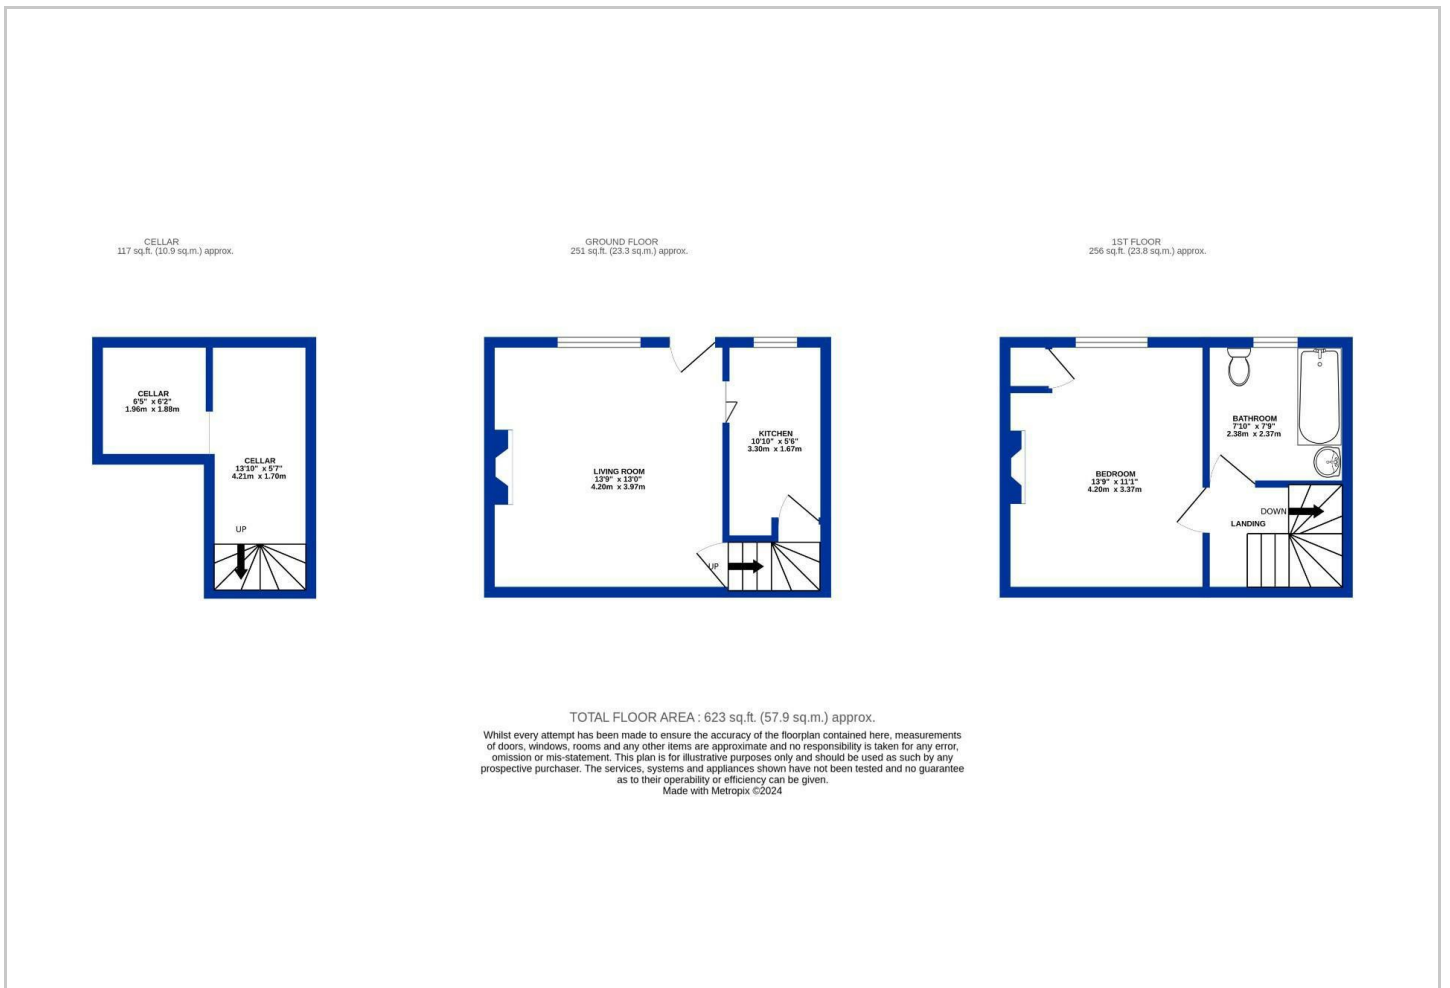 CELLAR
117 sq.ft. (10.9 sq.m.) approx.
GROUND FLOOR
251 sq.ft. (23.3 sq.m.) approx.
1ST FLOOR
256 sq.ft. (23.8 sq.m.) approx.
CELLAR
6'5" x 6'2"
1.96m x 1.88m
CELLAR
13'10" x 5'7"
4.21m x 1.70m
UP
LIVING ROOM
13'9" x 13'0"
4.20m x 3.97m
KITCHEN
10'10" x 5'6"
3.30m x 1.67m
UP
BEDROOM
13'9" x 11'1"
4.20m x 3.37m
BATHROOM
7'10" x 7'9"
2.38m x 2.37m
DOWN
LANDING
TOTAL FLOOR AREA : 623 sq.ft. (57.9 sq.m.) approx.
Whilst every attempt has been made to ensure the accuracy of the floorplan contained here, measurements
of doors, windows, rooms and any other items are approximate and no responsibility is taken for any error,
omission or mis-statement. This plan is for illustrative purposes only and should be used as such by any
prospective purchaser. The services, systems and appliances shown have not been tested and no guarantee
as to their operability or efficiency can be given.
Made with Metropix ©2024